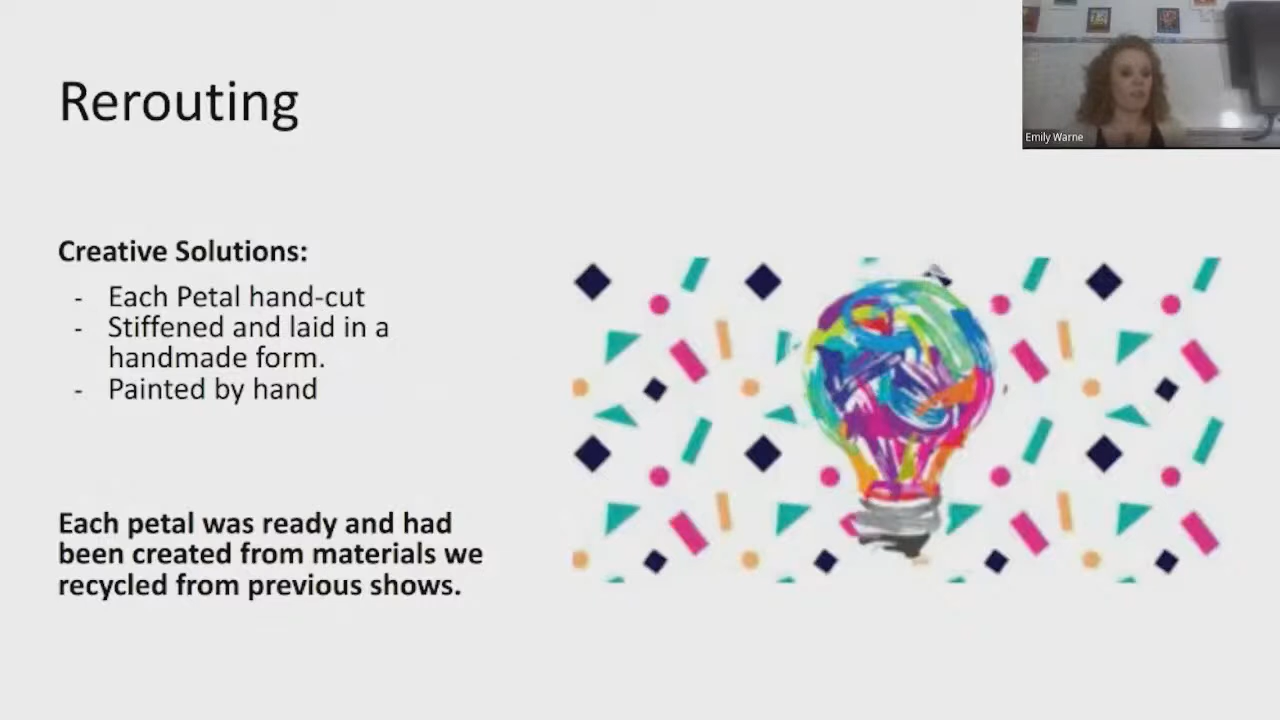 Rerouting
Emily Warne
Creative Solutions:
- Each Petal hand-cut
- Stiffened and laid in a
handmade form.
- Painted by hand
Each petal was ready and had
been created from materials we
recycled from previous shows.